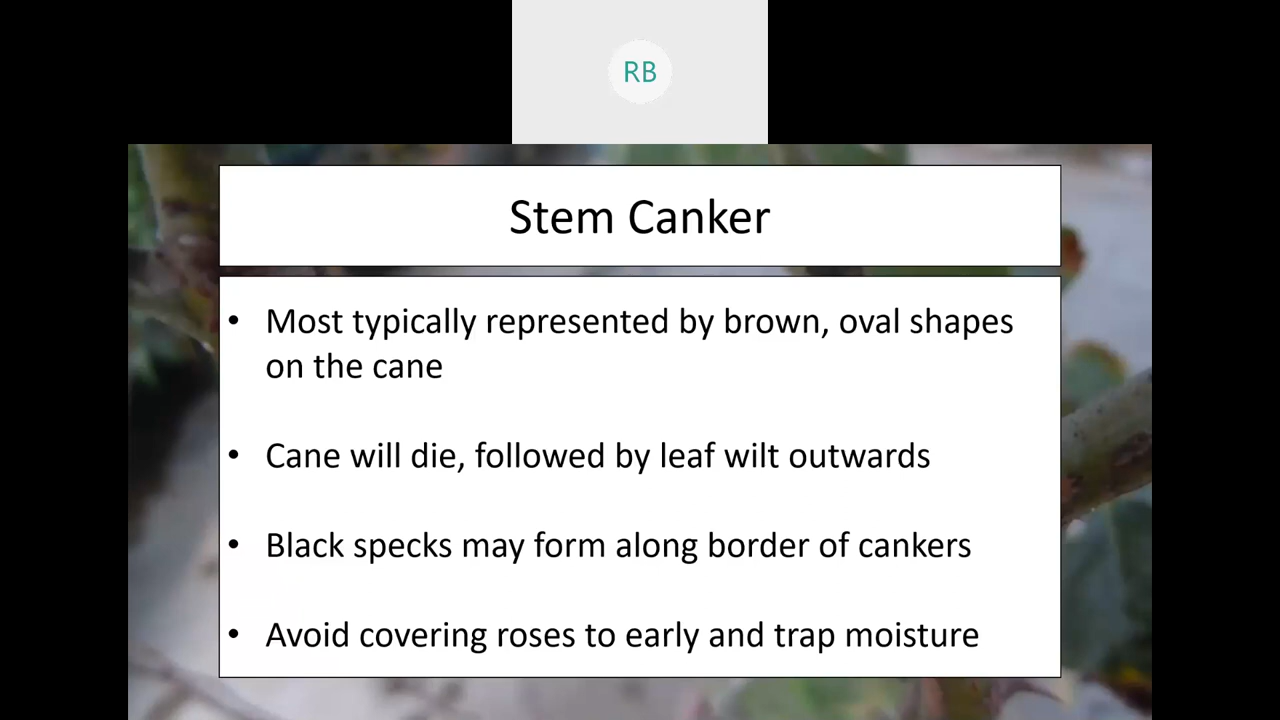 RB
Stem Canker
• Most typically represented by brown, oval shapes
on the cane
• Cane will die, followed by leaf wilt outwards
• Black specks may form along border of cankers
• Avoid covering roses to early and trap moisture